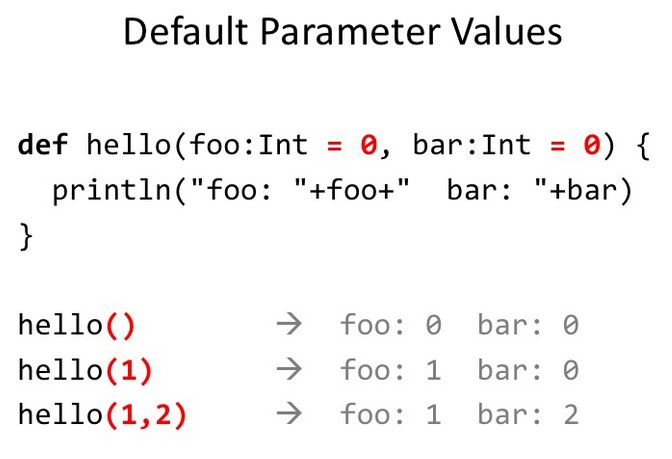 Default Parameter Values
def hello(foo:Int = 0, bar:Int = 0) {
  println("foo: "+foo+"  bar: "+bar)
}
hello()        → foo: 0  bar: 0
hello(1)       → foo: 1  bar: 0
hello(1,2)     → foo: 1  bar: 2